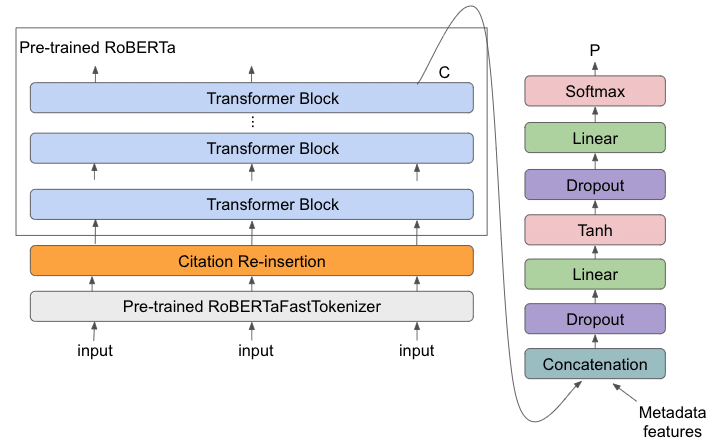 Pre-trained RoBERTa
C
Transformer Block
...
Transformer Block
Transformer Block
Citation Re-insertion
Pre-trained RoBERTaFastTokenizer
input input input
P
Softmax
Linear
Dropout
Tanh
Linear
Dropout
Concatenation
Metadata
features